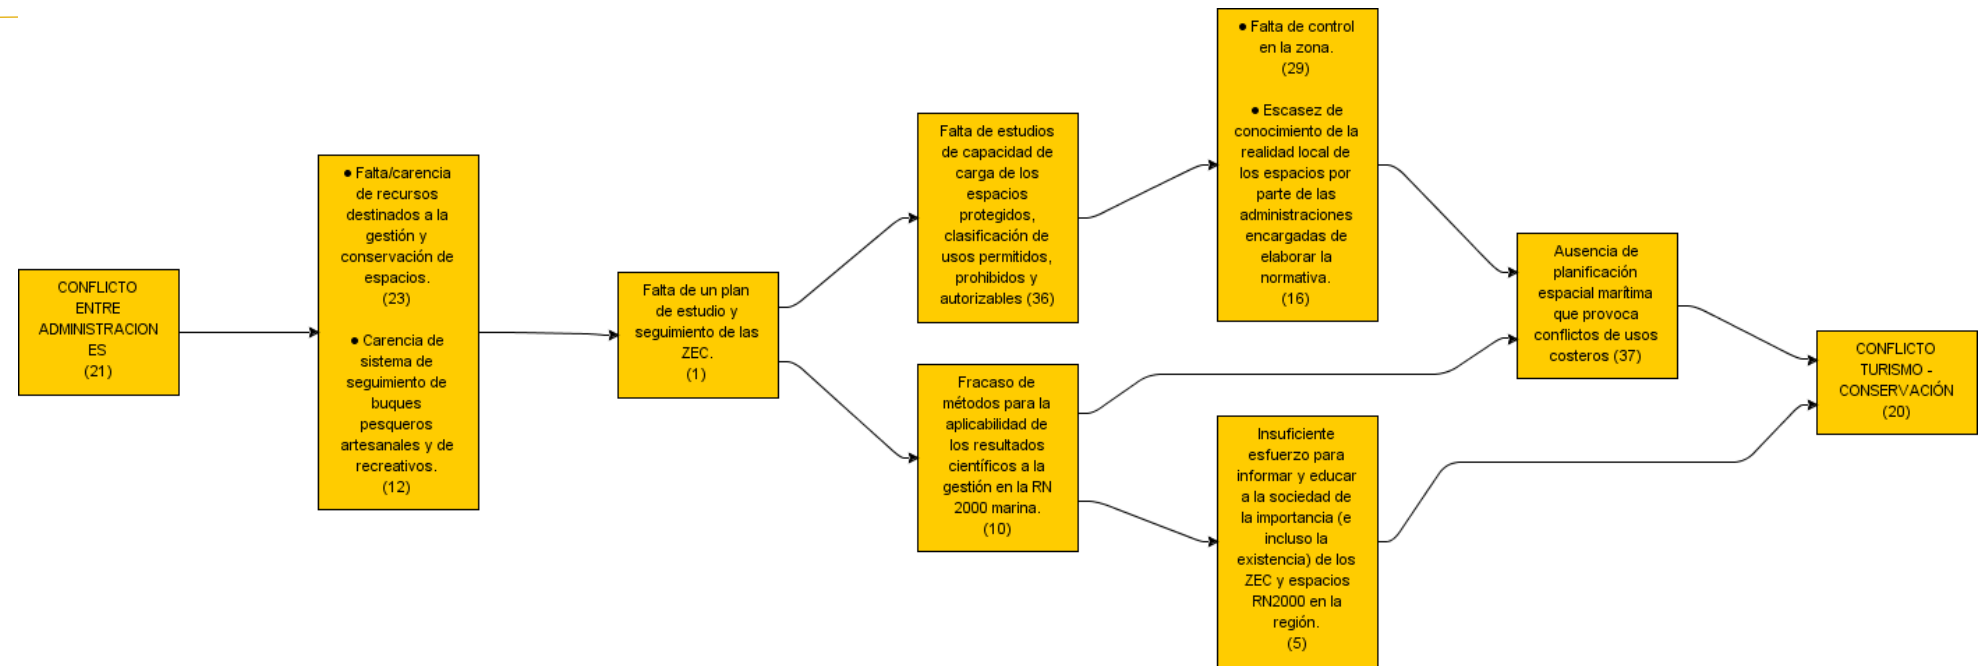 CONFLICTO
ENTRE
ADMINISTRACION
ES
(21)
● Falta/carencia
de recursos
destinados a la
gestión y
conservación de
espacios.
(23)
● Carencia de
sistema de
seguimiento de
buques
pesqueros
artesanales y de
recreativos.
(12)
Falta de un plan
de estudio y
seguimiento de las
ZEC.
(1)
Falta de estudios
de capacidad de
carga de los
espacios
protegidos,
clasificación de
usos permitidos,
prohibidos y
autorizables (36)
Fracaso de
métodos para la
aplicabilidad de
los resultados
científicos a la
gestión en la RN
2000 marina.
(10)
● Falta de control
en la zona.
(29)
● Escasez de
conocimiento de la
realidad local de
los espacios por
parte de las
administraciones
encargadas de
elaborar la
normativa.
(16)
Insuficiente
esfuerzo para
informar y educar
a la sociedad de
la importancia (e
incluso la
existencia) de los
ZEC y espacios
RN2000 en la
región.
(5)
Ausencia de
planificación
espacial marítima
que provoca
conflictos de usos
costeros (37)
CONFLICTO
TURISMO -
CONSERVACIÓN
(20)